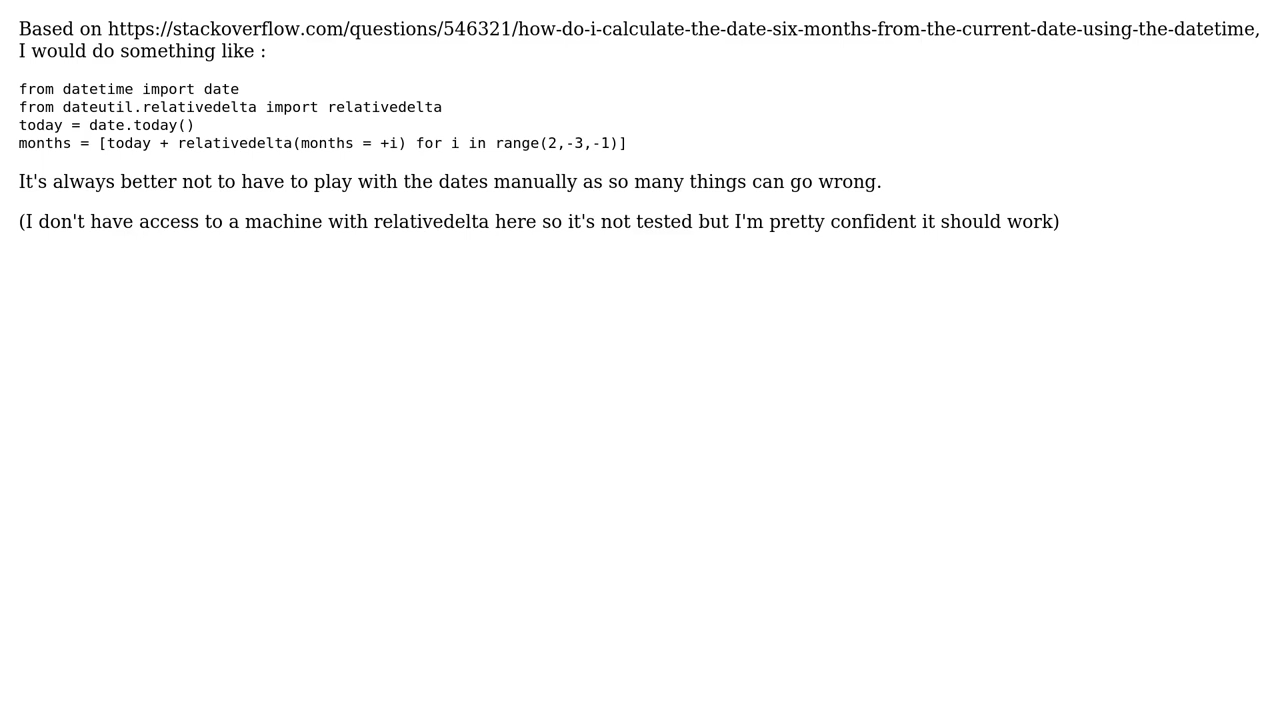 Based on https://stackoverflow.com/questions/546321/how-do-i-calculate-the-date-six-months-from-the-current-date-using-the-datetime,
I would do something like :
from datetime import date
from dateutil.relativedelta import relativedelta
today = date.today()
months = [today + relativedelta(months = +i) for i in range(2,-3,-1)]
It's always better not to have to play with the dates manually as so many things can go wrong.
(I don't have access to a machine with relativedelta here so it's not tested but I'm pretty confident it should work)